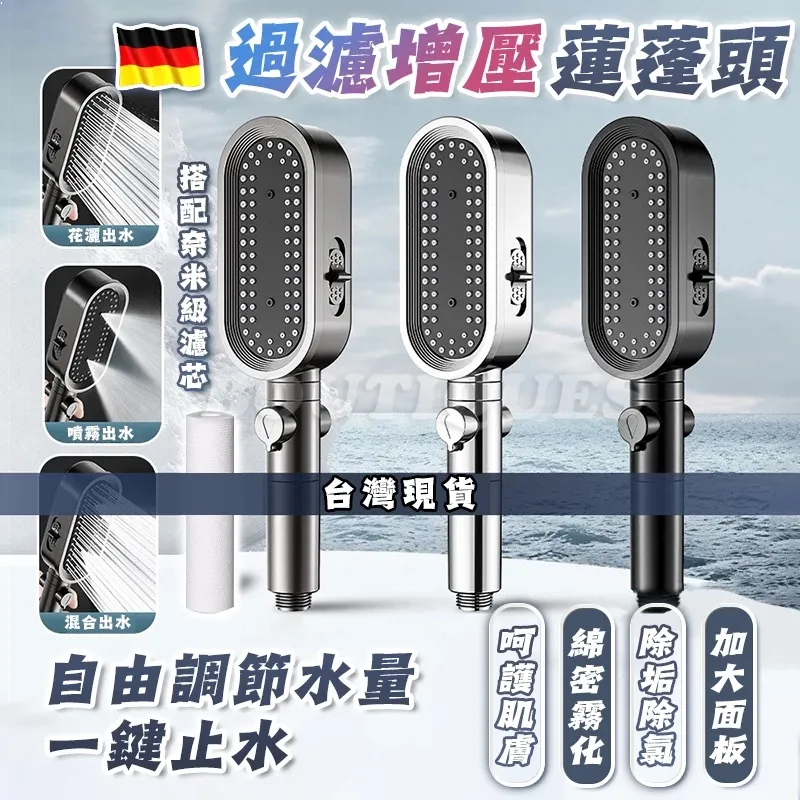 過濾增壓蓮蓬頭
花灑出水
搭配奈米級濾芯
噴霧出水
混合出水
BOUTIQUES
台灣現貨
自由調節水量
一鍵止水
呵護肌膚
綿密霧化
除垢除氯
加大面板